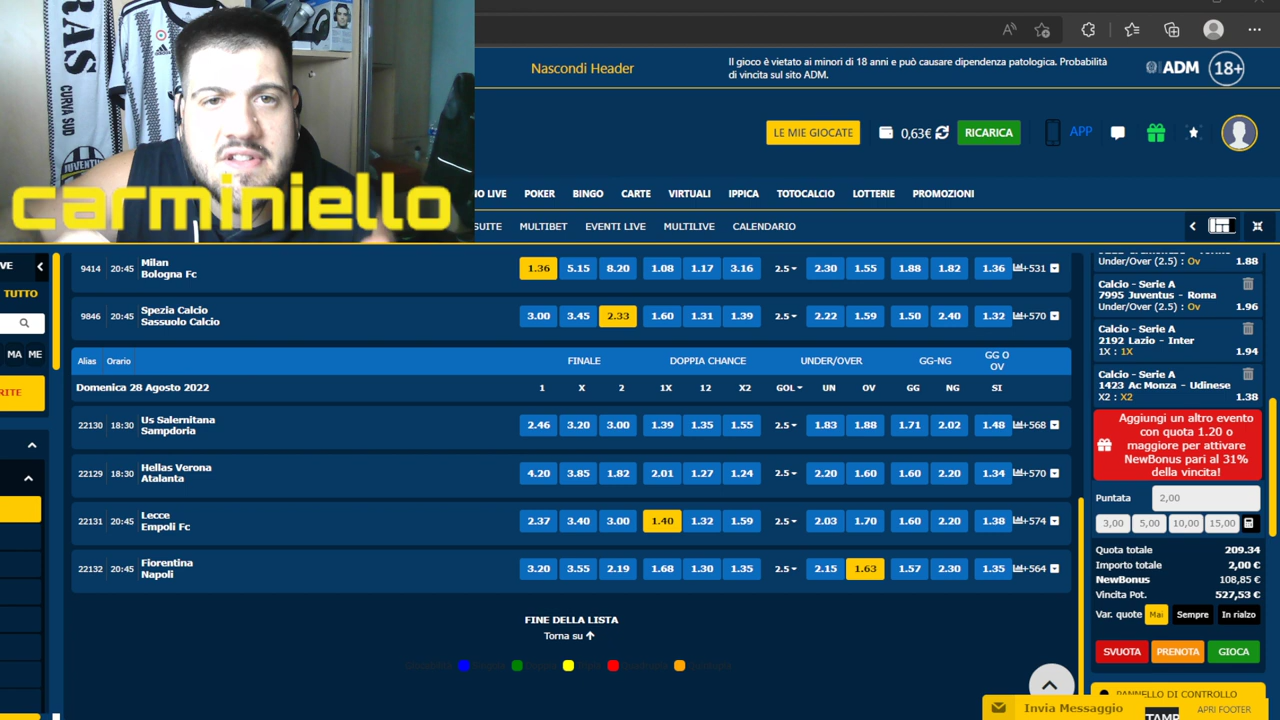 RAS
CURVA SUD
JUVENTUS
carminiello
Nascondi Header
Il gioco è vietato ai minori di 18 anni e può causare dipendenza patologica. Probabilità
di vincita sul sito ADM.
ADM
18+
LE MIE GIOCATE
0,63€
RICARICA
APP
NO LIVE
POKER
BINGO
CARTE
VIRTUALI
IPPICA
TOTOCALCIO
LOTTERIE
PROMOZIONI
SUITE
MULTIBET
EVENTI LIVE
MULTILIVE
CALENDARIO
VE
TUTTO
MA ME
RITE
9414 20:45 Milan
Bologna Fc
1.36 5.15 8.20 1.08 1.17 3.16 2.5 2.30 1.55 1.88 1.82 1.36 +531
9846 20:45 Spezia Calcio
Sassuolo Calcio
3.00 3.45 2.33 1.60 1.31 1.39 2.5 2.22 1.59 1.50 2.40 1.32 +570
Alias Orario FINALE DOPPIA CHANCE UNDER/OVER GG-NG GG O
OV
Domenica 28 Agosto 2022 1 X 2 1X 12 X2 GOL UN OV GG NG SI
22130 18:30 Us Salernitana
Sampdoria
2.46 3.20 3.00 1.39 1.35 1.55 2.5 1.83 1.88 1.71 2.02 1.48 +568
22129 18:30 Hellas Verona
Atalanta
4.20 3.85 1.82 2.01 1.27 1.24 2.5 2.20 1.60 1.60 2.20 1.34 +570
22131 20:45 Lecce
Empoli Fc
2.37 3.40 3.00 1.40 1.32 1.59 2.5 2.03 1.70 1.60 2.20 1.38 +574
22132 20:45 Fiorentina
Napoli
3.20 3.55 2.19 1.68 1.30 1.35 2.5 2.15 1.63 1.57 2.30 1.35 +564
FINE DELLA LISTA
Torna su
Under/Over (2.5) : Ov 1.88
Calcio - Serie A
7995 Juventus - Roma
Under/Over (2.5) : Ov 1.96
Calcio - Serie A
2192 Lazio - Inter
1X : 1X 1.94
Calcio - Serie A
1423 Ac Monza - Udinese
X2 : X2 1.38
Aggiungi un altro evento
con quota 1.20 o
maggiore per attivare
NewBonus pari al 31%
della vincita!
Puntata 2,00
3,00 5,00 10,00 15,00
Quota totale 209.34
Importo totale 2,00 €
NewBonus 108,85 €
Vincita Pot. 527,53 €
Var. quote Mai Sempre In rialzo
SVUOTA PRENOTA GIOCA
PANNELLO DI CONTROLLO
Invia Messaggio
STAMP
APRI FOOTER